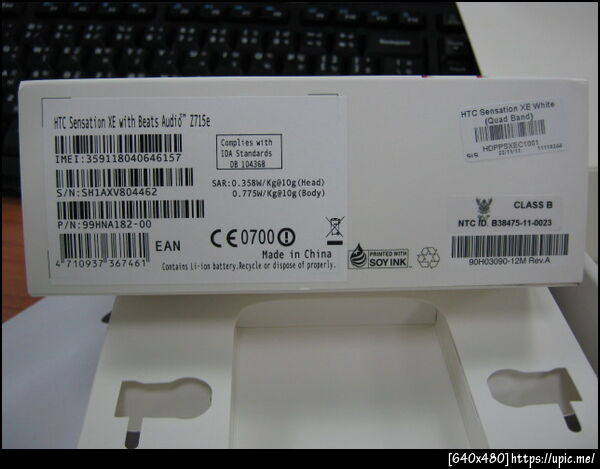 Backspace
HTC Sensation XE with Beats Audio™ Z715e
IMEI:359118040646157
S/N:SH1AXV804462
P/N:99HNA182-00
4 710937 367461
EAN
Complies with
IDA Standards
DB 104368
SAR:0.358W/Kg@10g(Head)
0.775W/Kg@10g(Body)
CE0700
Made in China
Contains Li-ion battery.Recycle or dispose of properly.
PRINTED WITH
SOY INK
HTC Sensation XE White
(Quad Band)
HDPPSXEC1001
CLASS B
NTC ID. B38475-11-0023
90H03090-12M Rev.A
[640x480]https://upic.me/